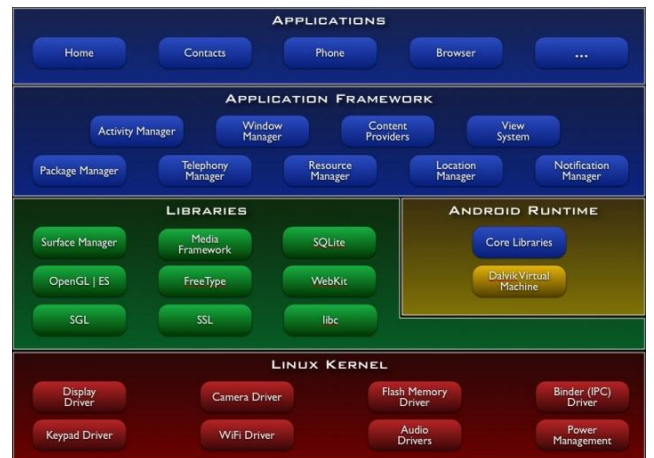 APPLICATIONS
Home
Contacts
Phone
Browser
...
APPLICATION FRAMEWORK
Activity Manager
Window
Manager
Content
Providers
View
System
Package Manager
Telephony
Manager
Resource
Manager
Location
Manager
Notification
Manager
LIBRARIES
Surface Manager
Media
Framework
SQLite
OpenGL | ES
FreeType
WebKit
SGL
SSL
libc
ANDROID RUNTIME
Core Libraries
Dalvik Virtual
Machine
LINUX KERNEL
Display
Driver
Camera Driver
Flash Memory
Driver
Binder (IPC)
Driver
Keypad Driver
WiFi Driver
Audio
Drivers
Power
Management